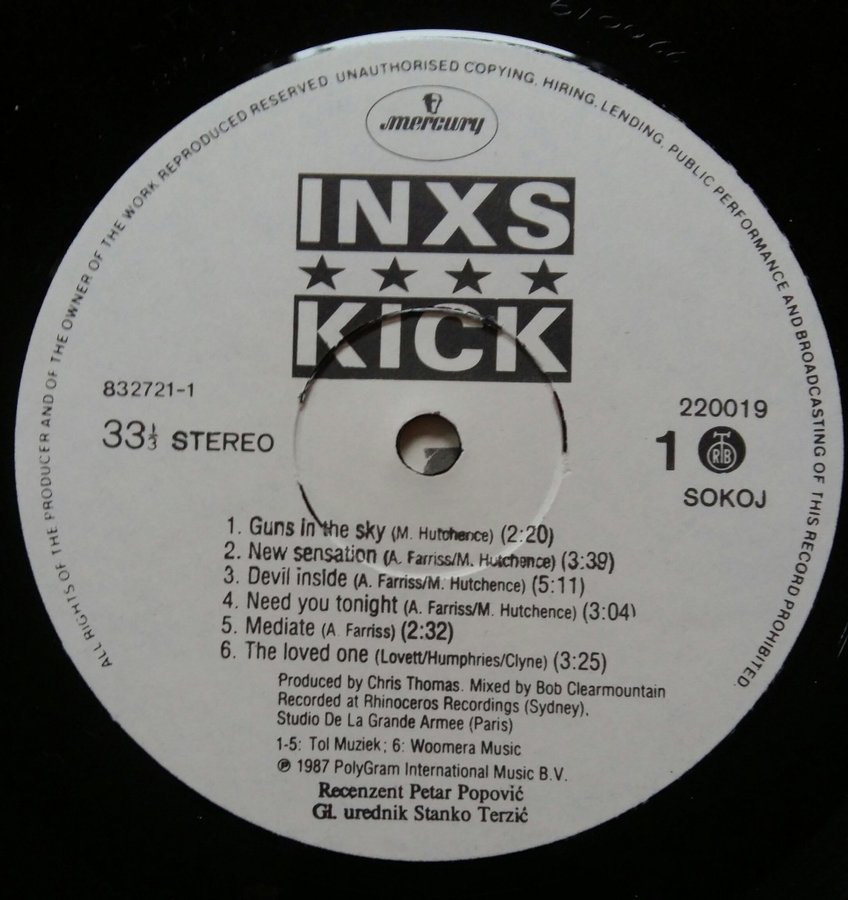 ALL RIGHTS OF THE PRODUCER AND OF THE OWNER OF THE WORK REPRODUCED RESERVED. UNAUTHORISED COPYING, HIRING, LENDING, PUBLIC PERFORMANCE AND BROADCASTING OF THIS RECORD PROHIBITED.
mercury
INXS
★ ★ ★ ★
KICK
832721-1
33⅓ STEREO
220019
1 RTB
SOKOJ
1. Guns in the sky (M. Hutchence) (2:20)
2. New sensation (A. Farriss/M. Hutchence) (3:39)
3. Devil inside (A. Farriss/M. Hutchence) (5:11)
4. Need you tonight (A. Farriss/M. Hutchence) (3:04)
5. Mediate (A. Farriss) (2:32)
6. The loved one (Lovett/Humphries/Clyne) (3:25)
Produced by Chris Thomas. Mixed by Bob Clearmountain
Recorded at Rhinoceros Recordings (Sydney),
Studio De La Grande Armee (Paris)
1-5: Tol Muziek; 6: Woomera Music
℗ 1987 PolyGram International Music B.V.
Recenzent Petar Popović
Gl. urednik Stanko Terzić